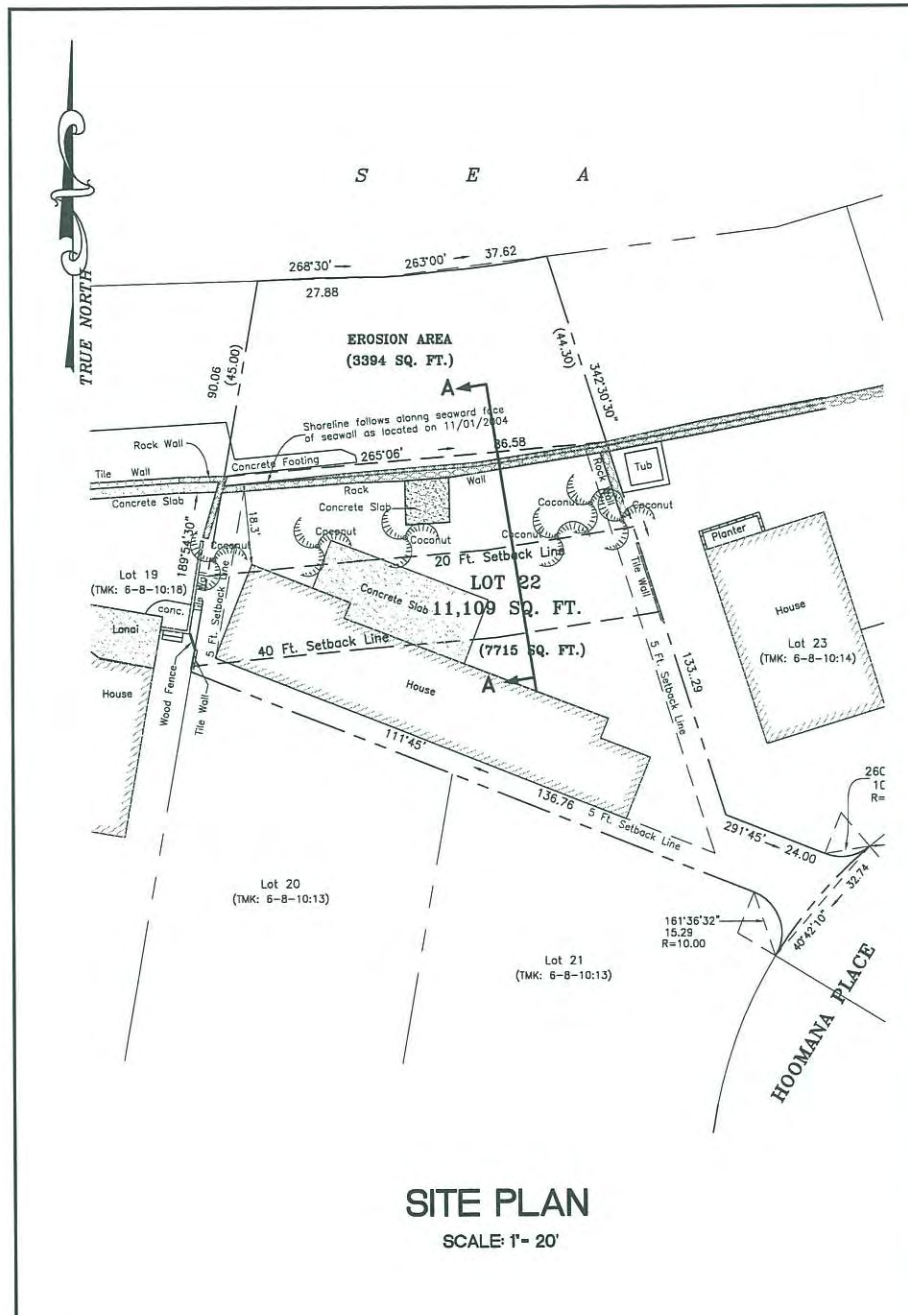 S E A
TRUE NORTH
268°30'
263°00'
37.62
27.88
EROSION AREA
(3394 SQ. FT.)
90.06
(45.00)
(44.30)
342°30'30"
A
Shoreline follows alanng seaward face
of seawall as located on 11/01/2004
Rock Wall
Concrete Footing
265°06'
86.58
Tile Wall
Rock Wall
Concrete Slab
Concrete Slab
Rock Wall
Tub
189°54'30"
18.3'
Coconut
Coconut
Coconut
Coconut
Coconut
Coconut
Planter
20 Ft. Setback Line
Lot 19
(TMK: 6-8-10:18)
Tile Wall
5 Ft. Setback Line
LOT 22
11,109 SQ. FT.
(7715 SQ. FT.)
Concrete Slab
Tile Wall
House
Lot 23
(TMK: 6-8-10:14)
conc.
Lanai
40 Ft. Setback Line
5 Ft. Setback Line
133.29
A
House
House
Wood Fence
Tile Wall
111°45'
136.76
5 Ft. Setback Line
291°45'
24.00
R=
32.74
40°42'10"
Lot 20
(TMK: 6-8-10:13)
161°36'32"
15.29
R=10.00
Lot 21
(TMK: 6-8-10:13)
HOOMANA PLACE
SITE PLAN
SCALE: 1"= 20'